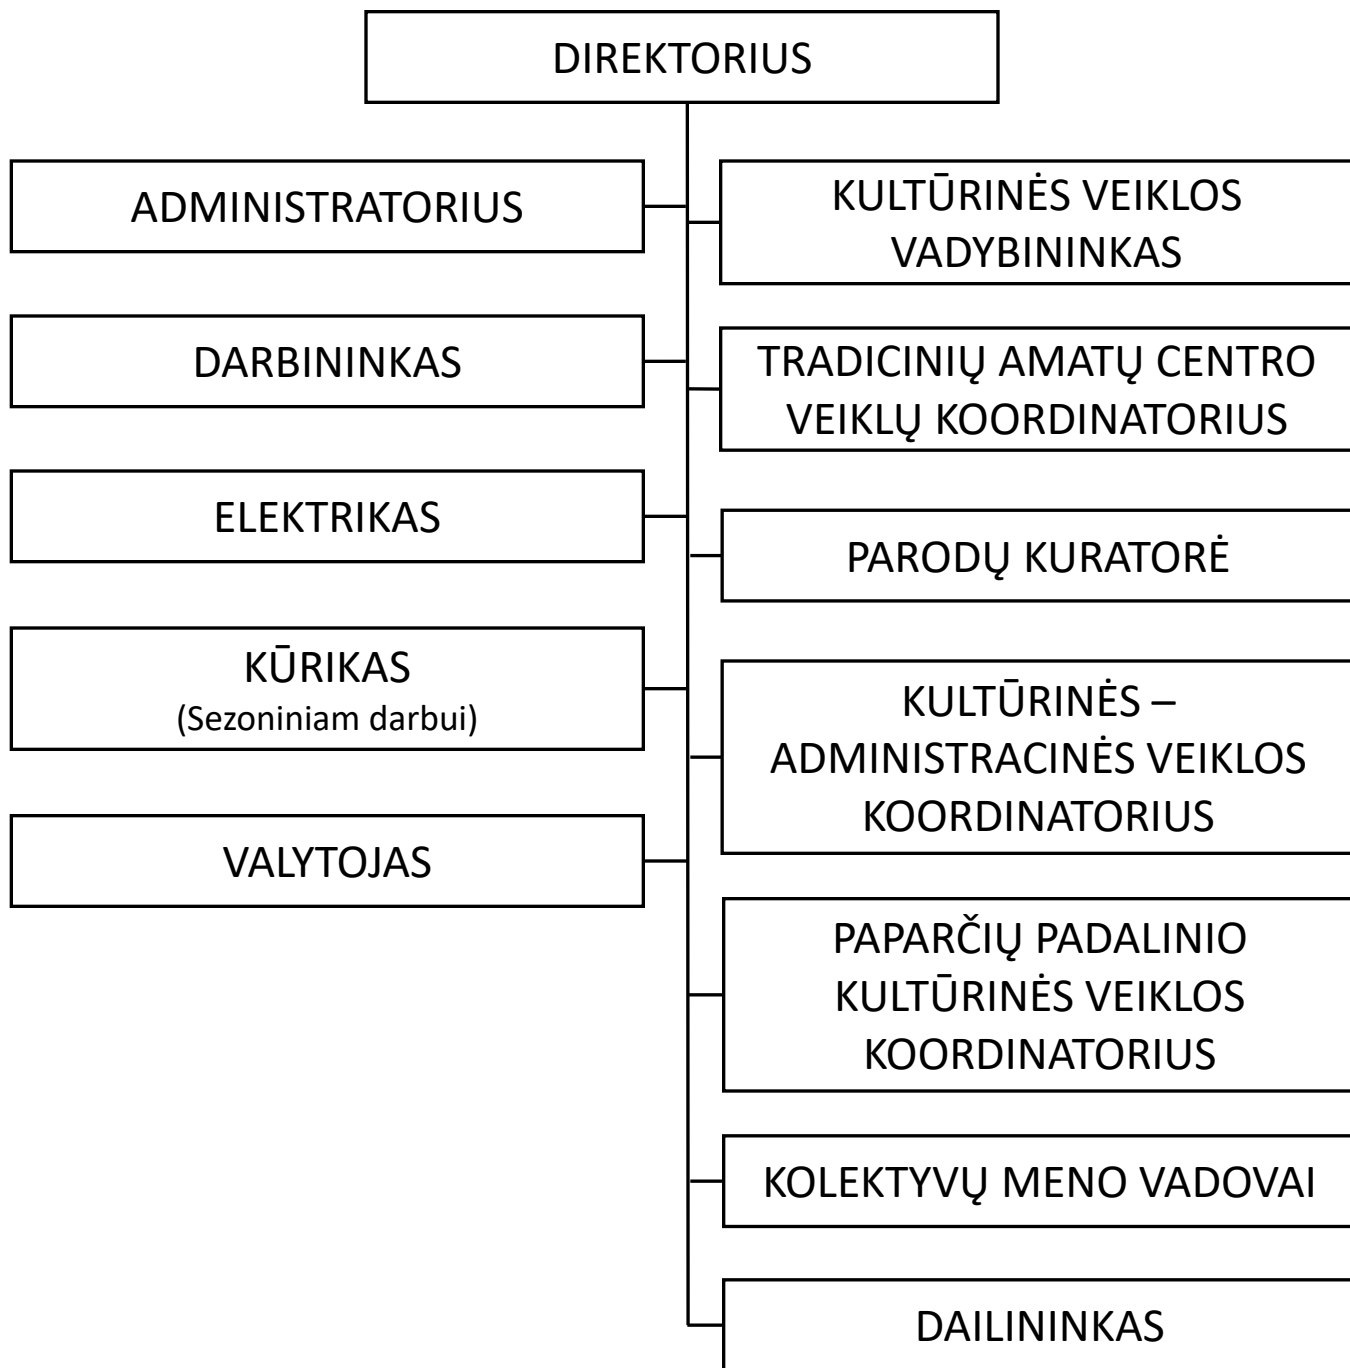 DIREKTORIUS
ADMINISTRATORIUS
DARBININKAS
ELEKTRIKAS
KŪRIKAS
(Sezoniniam darbui)
VALYTOJAS
KULTŪRINĖS VEIKLOS
VADYBININKAS
TRADICINIŲ AMATŲ CENTRO
VEIKLŲ KOORDINATORIUS
PARODŲ KURATORĖ
KULTŪRINĖS –
ADMINISTRACINĖS VEIKLOS
KOORDINATORIUS
PAPARČIŲ PADALINIO
KULTŪRINĖS VEIKLOS
KOORDINATORIUS
KOLEKTYVŲ MENO VADOVAI
DAILININKAS